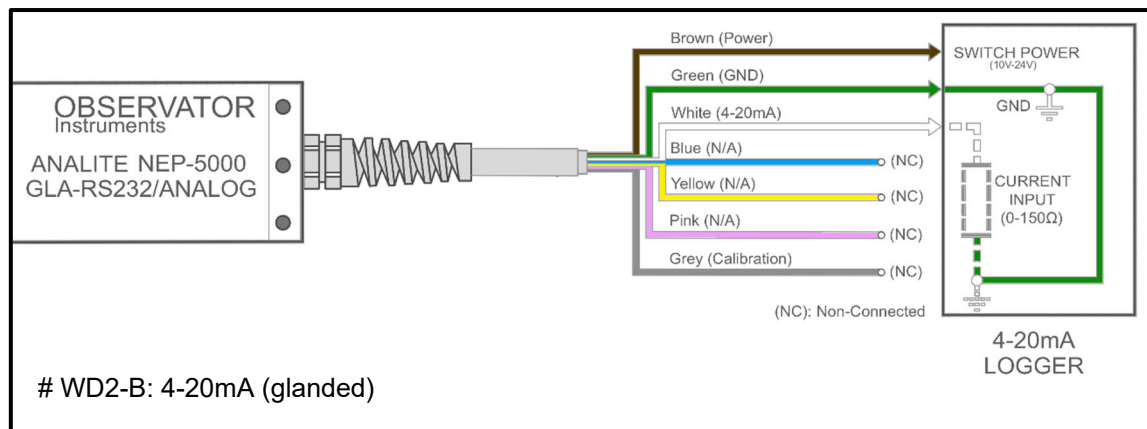 OBSERVATOR
Instruments
ANALITE NEP-5000
GLA-RS232/ANALOG
Brown (Power)
Green (GND)
White (4-20mA)
Blue (N/A)
(NC)
Yellow (N/A)
(NC)
Pink (N/A)
(NC)
Grey (Calibration)
(NC)
(NC): Non-Connected
SWITCH POWER
(10V-24V)
GND
CURRENT
INPUT
(0-150Ω)
4-20mA
LOGGER
# WD2-B: 4-20mA (glanded)